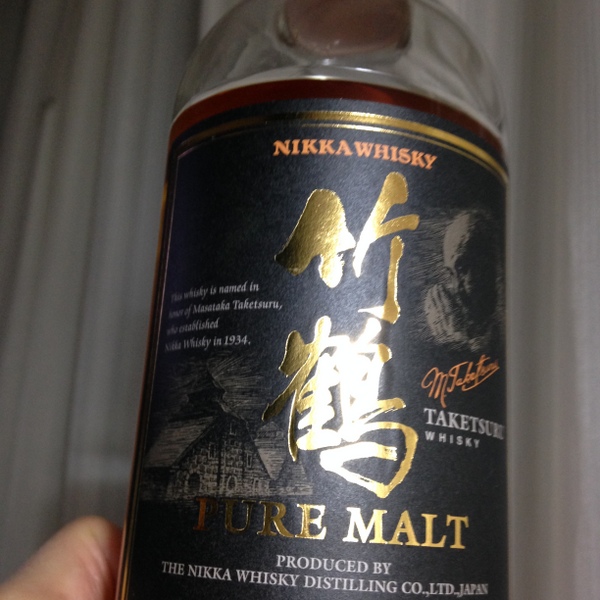 NIKKA WHISKY
竹鶴
This whisky is named in
honor of Masataka Taketsuru,
who established
Nikka Whisky in 1934.
M Taketsuru
TAKETSURU
WHISKY
PURE MALT
PRODUCED BY
THE NIKKA WHISKY DISTILLING CO.,LTD.,JAPAN